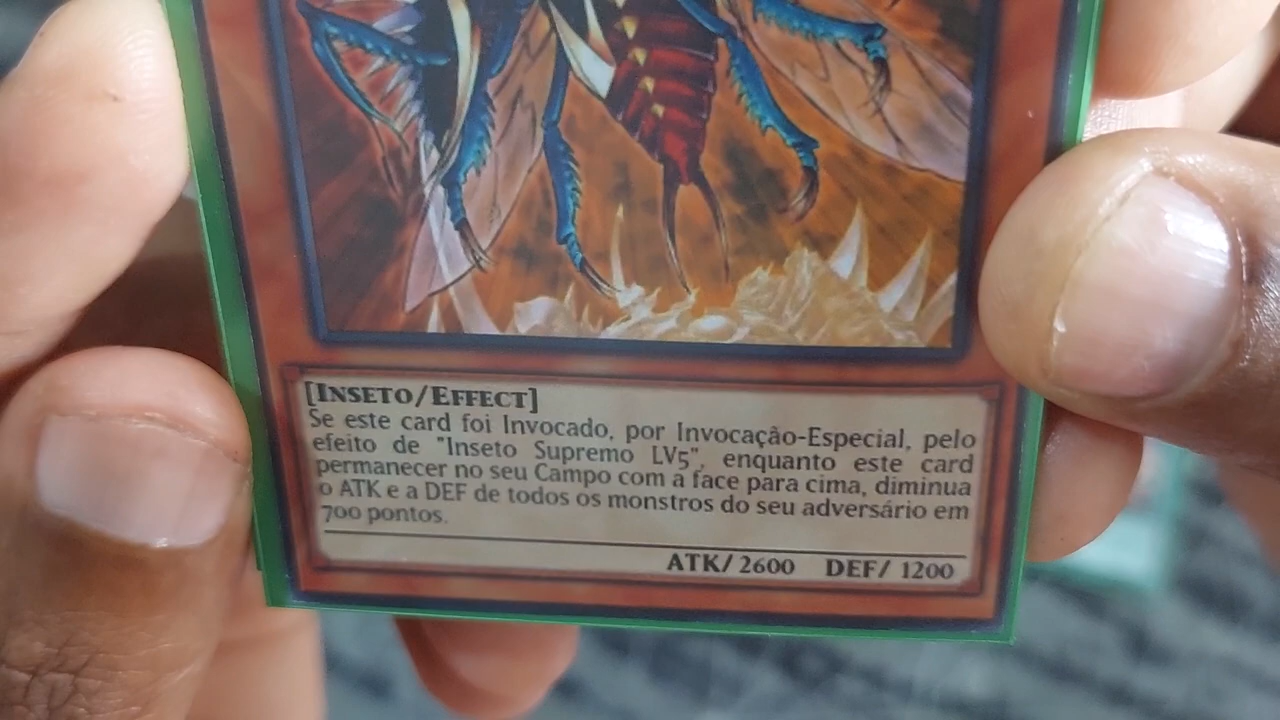 [INSETO/EFFECT]
Se este card foi Invocado, por Invocação-Especial, pelo
efeito de "Inseto Supremo LV5", enquanto este card
permanecer no seu Campo com a face para cima, diminua
o ATK e a DEF de todos os monstros do seu adversário em
700 pontos.
ATK/ 2600 DEF/ 1200